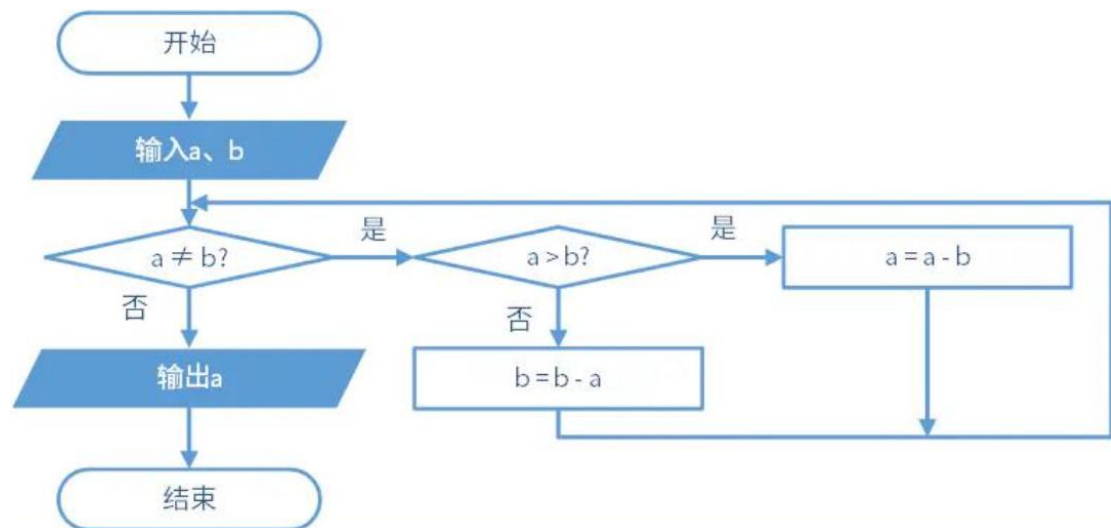 开始
输入a、b
a ≠ b?
是
a > b?
是
a = a - b
否
否
输出a
b = b - a
结束